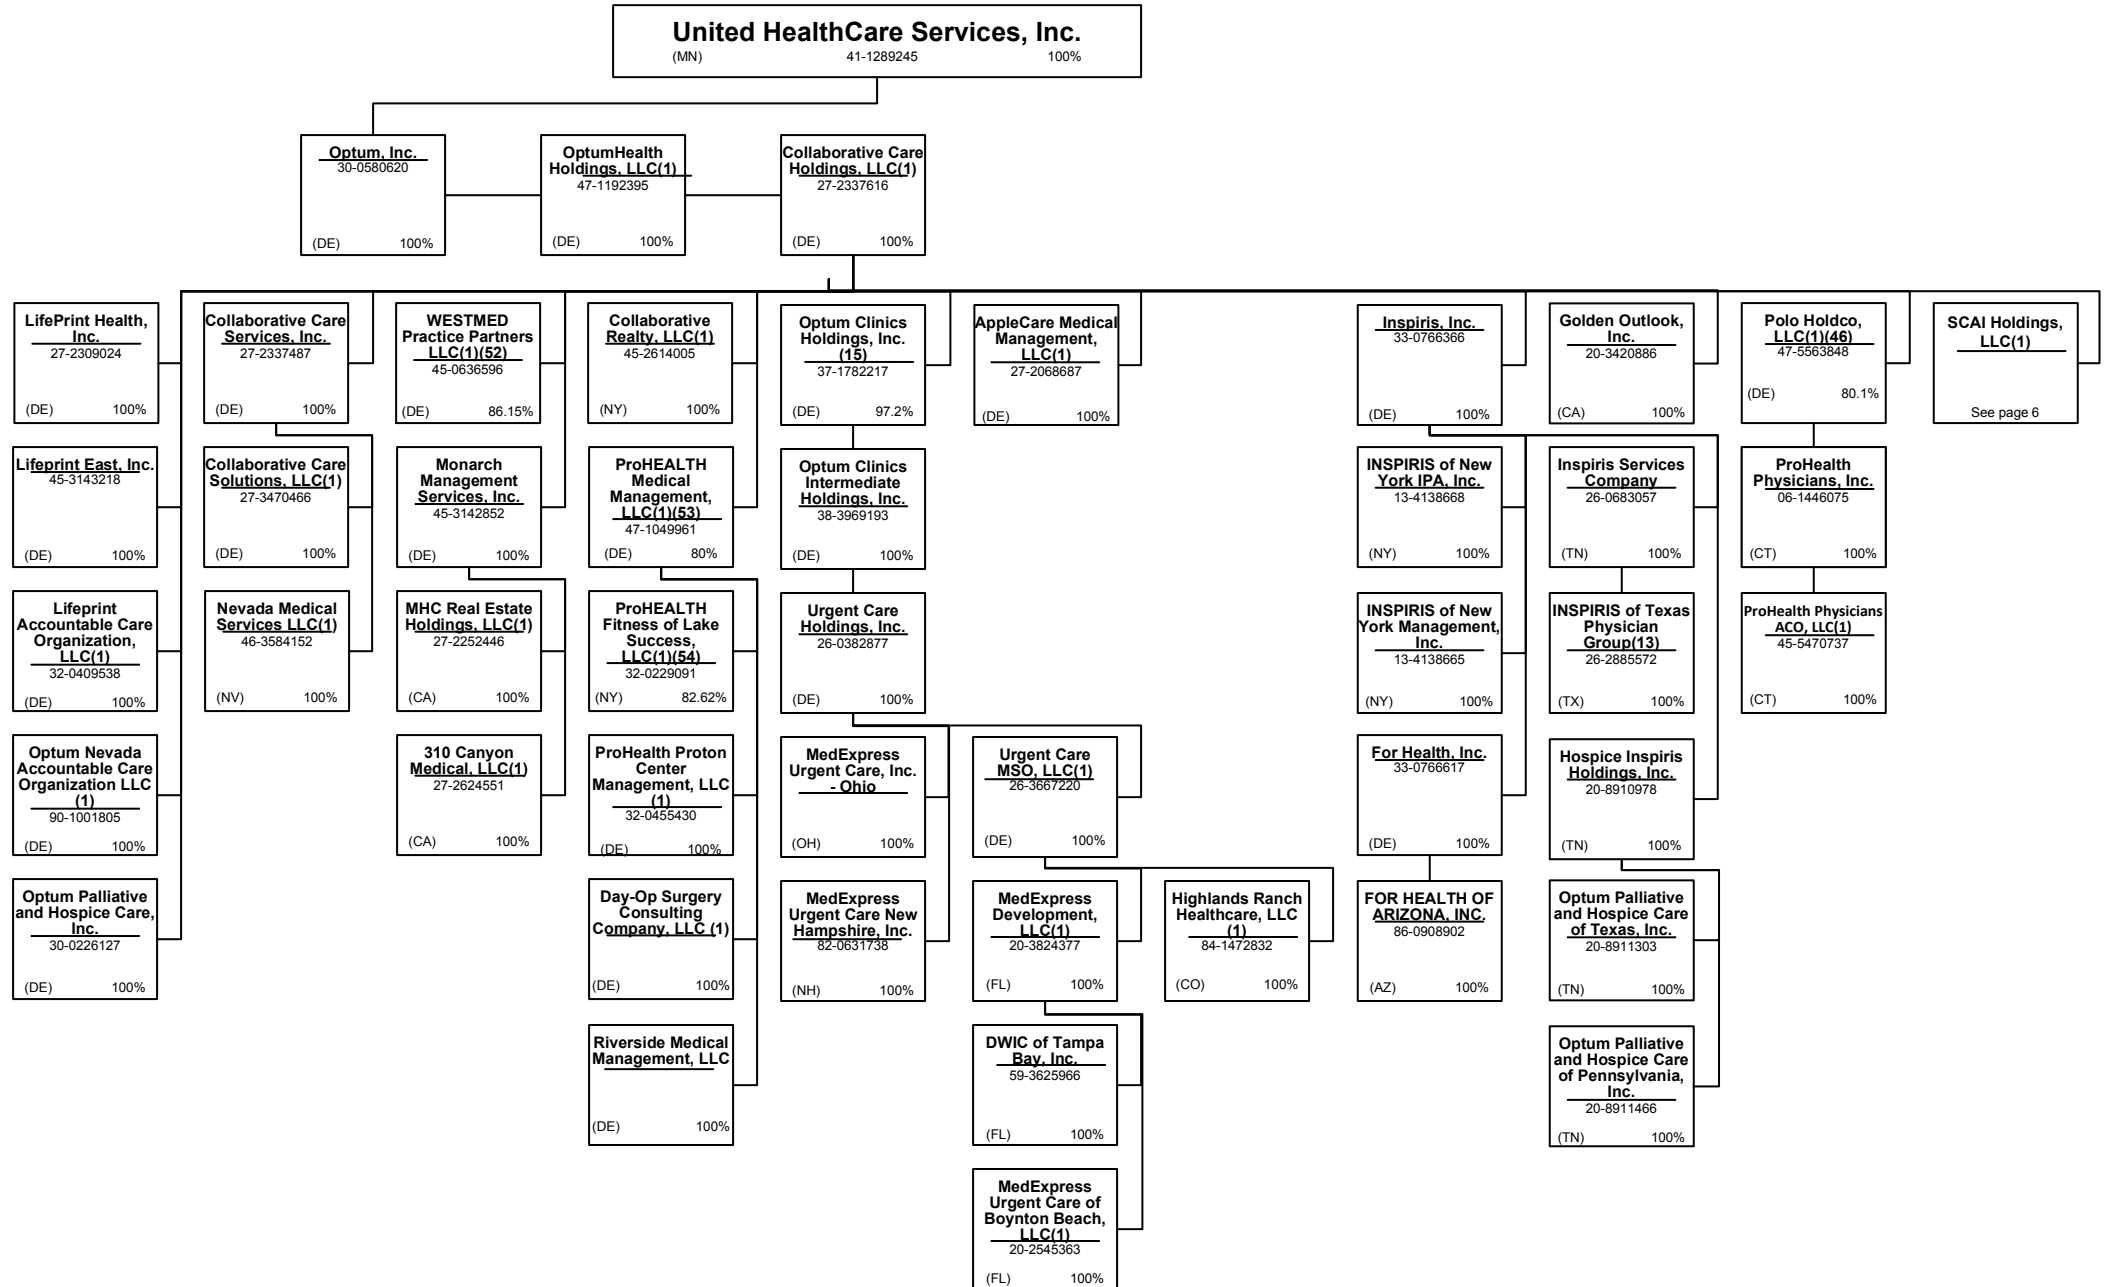 United HealthCare Services, Inc.
(MN) 41-1289245 100%
Optum, Inc.
30-0580620
(DE) 100%
OptumHealth
Holdings, LLC(1)
47-1192395
(DE) 100%
Collaborative Care
Holdings, LLC(1)
27-2337616
(DE) 100%
LifePrint Health,
Inc.
27-2309024
(DE) 100%
Collaborative Care
Services, Inc.
27-2337487
(DE) 100%
WESTMED
Practice Partners
LLC(1)(52)
45-0636596
(DE) 86.15%
Collaborative
Realty, LLC(1)
45-2614005
(NY) 100%
Optum Clinics
Holdings, Inc.
(15)
37-1782217
(DE) 97.2%
AppleCare Medical
Management,
LLC(1)
27-2068687
(DE) 100%
Inspiris, Inc.
33-0766366
(DE) 100%
Golden Outlook,
Inc.
20-3420886
(CA) 100%
Polo Holdco,
LLC(1)(46)
47-5563848
(DE) 80.1%
SCAI Holdings,
LLC(1)
See page 6
Lifeprint East, Inc.
45-3143218
(DE) 100%
Collaborative Care
Solutions, LLC(1)
27-3470466
(DE) 100%
Monarch
Management
Services, Inc.
45-3142852
(DE) 100%
ProHEALTH
Medical
Management,
LLC(1)(53)
47-1049961
(DE) 80%
Optum Clinics
Intermediate
Holdings, Inc.
38-3969193
(DE) 100%
INSPIRIS of New
York IPA, Inc.
13-4138668
(NY) 100%
Inspiris Services
Company
26-0683057
(TN) 100%
ProHealth
Physicians, Inc.
06-1446075
(CT) 100%
Lifeprint
Accountable Care
Organization,
LLC(1)
32-0409538
(DE) 100%
Nevada Medical
Services LLC(1)
46-3584152
(NV) 100%
MHC Real Estate
Holdings, LLC(1)
27-2252446
(CA) 100%
ProHEALTH
Fitness of Lake
Success,
LLC(1)(54)
32-0229091
(NY) 82.62%
Urgent Care
Holdings, Inc.
26-0382877
(DE) 100%
INSPIRIS of New
York Management,
Inc.
13-4138665
(NY) 100%
INSPIRIS of Texas
Physician
Group(13)
26-2885572
(TX) 100%
ProHealth Physicians
ACO, LLC(1)
45-5470737
(CT) 100%
Optum Nevada
Accountable Care
Organization LLC
(1)
90-1001805
(DE) 100%
310 Canyon
Medical, LLC(1)
27-2624551
(CA) 100%
ProHealth Proton
Center
Management, LLC
(1)
32-0455430
(DE) 100%
MedExpress
Urgent Care, Inc.
- Ohio
(OH) 100%
Urgent Care
MSO, LLC(1)
26-3667220
(DE) 100%
For Health, Inc.
33-0766617
(DE) 100%
Hospice Inspiris
Holdings, Inc.
20-8910978
(TN) 100%
Optum Palliative
and Hospice Care,
Inc.
30-0226127
(DE) 100%
Day-Op Surgery
Consulting
Company, LLC (1)
(DE) 100%
MedExpress
Urgent Care New
Hampshire, Inc.
82-0631738
(NH) 100%
MedExpress
Development,
LLC(1)
20-3824377
(FL) 100%
Highlands Ranch
Healthcare, LLC
(1)
84-1472832
(CO) 100%
FOR HEALTH OF
ARIZONA, INC.
86-0908902
(AZ) 100%
Optum Palliative
and Hospice Care
of Texas, Inc.
20-8911303
(TN) 100%
Riverside Medical
Management, LLC
(DE) 100%
DWIC of Tampa
Bay, Inc.
59-3625966
(FL) 100%
Optum Palliative
and Hospice Care
of Pennsylvania,
Inc.
20-8911466
(TN) 100%
MedExpress
Urgent Care of
Boynton Beach,
LLC(1)
20-2545363
(FL) 100%